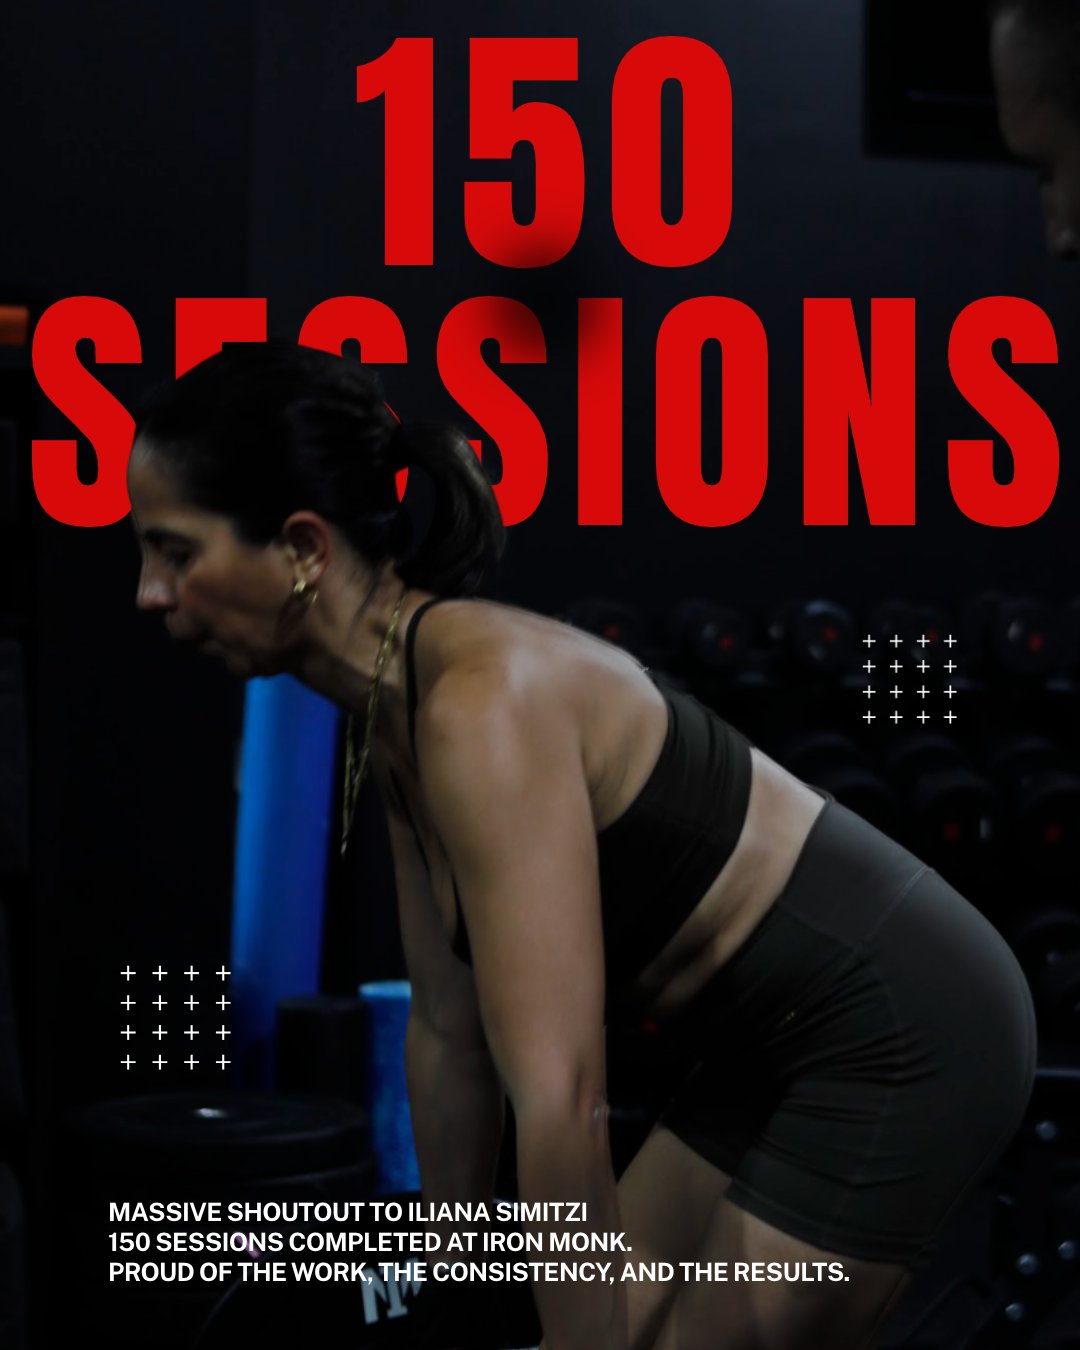 150
SESSIONS
MASSIVE SHOUTOUT TO ILIANA SIMITZI
150 SESSIONS COMPLETED AT IRON MONK.
PROUD OF THE WORK, THE CONSISTENCY, AND THE RESULTS.